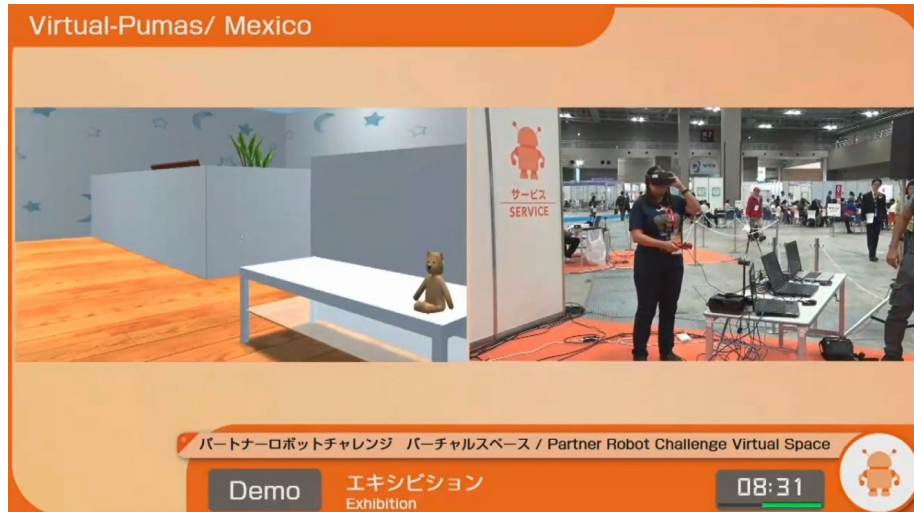 Virtual-Pumas/ Mexico
サービス
SERVICE
パートナーロボットチャレンジ バーチャルスペース / Partner Robot Challenge Virtual Space
Demo
エキシビション
Exhibition
08:31